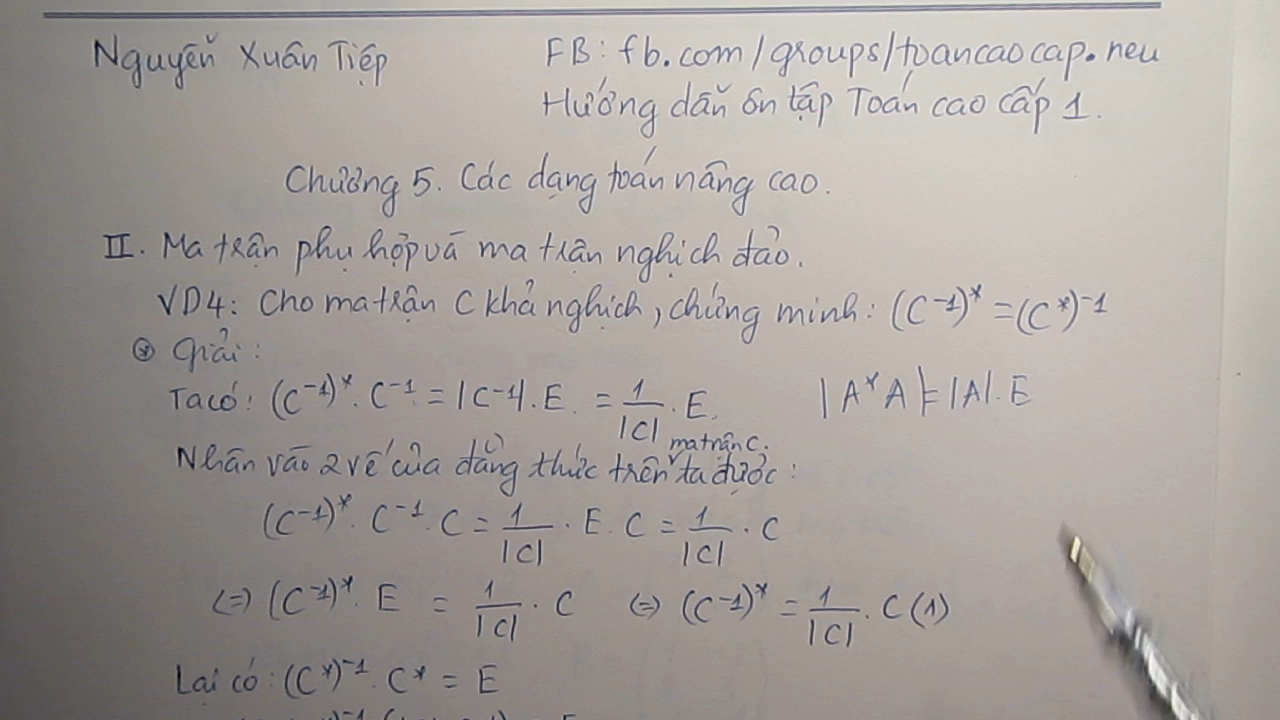 Nguyễn Xuân Tiệp
FB: fb.com/groups/toancaocap.neu
Hướng dẫn ôn tập Toán cao cấp 1.
Chương 5. Các dạng toán nâng cao.
II. Ma trận phụ hợp và ma trận nghịch đảo.
VD4: Cho ma trận C khả nghịch, chứng minh: (C⁻¹)* = (C*)⁻¹
⊛ Giải:
Ta có: (C⁻¹)* . C⁻¹ = |C⁻¹| . E . = 1/|C| . E. |A*A| = |A| . E
ma trận C.
Nhân vào 2 vế của đẳng thức trên ta được:
(C⁻¹)* . C⁻¹ . C = 1/|C| . E . C = 1/|C| . C
(=) (C⁻¹)* . E = 1/|C| . C (=) (C⁻¹)* = 1/|C| . C (1)
Lại có: (C*)⁻¹ . C* = E